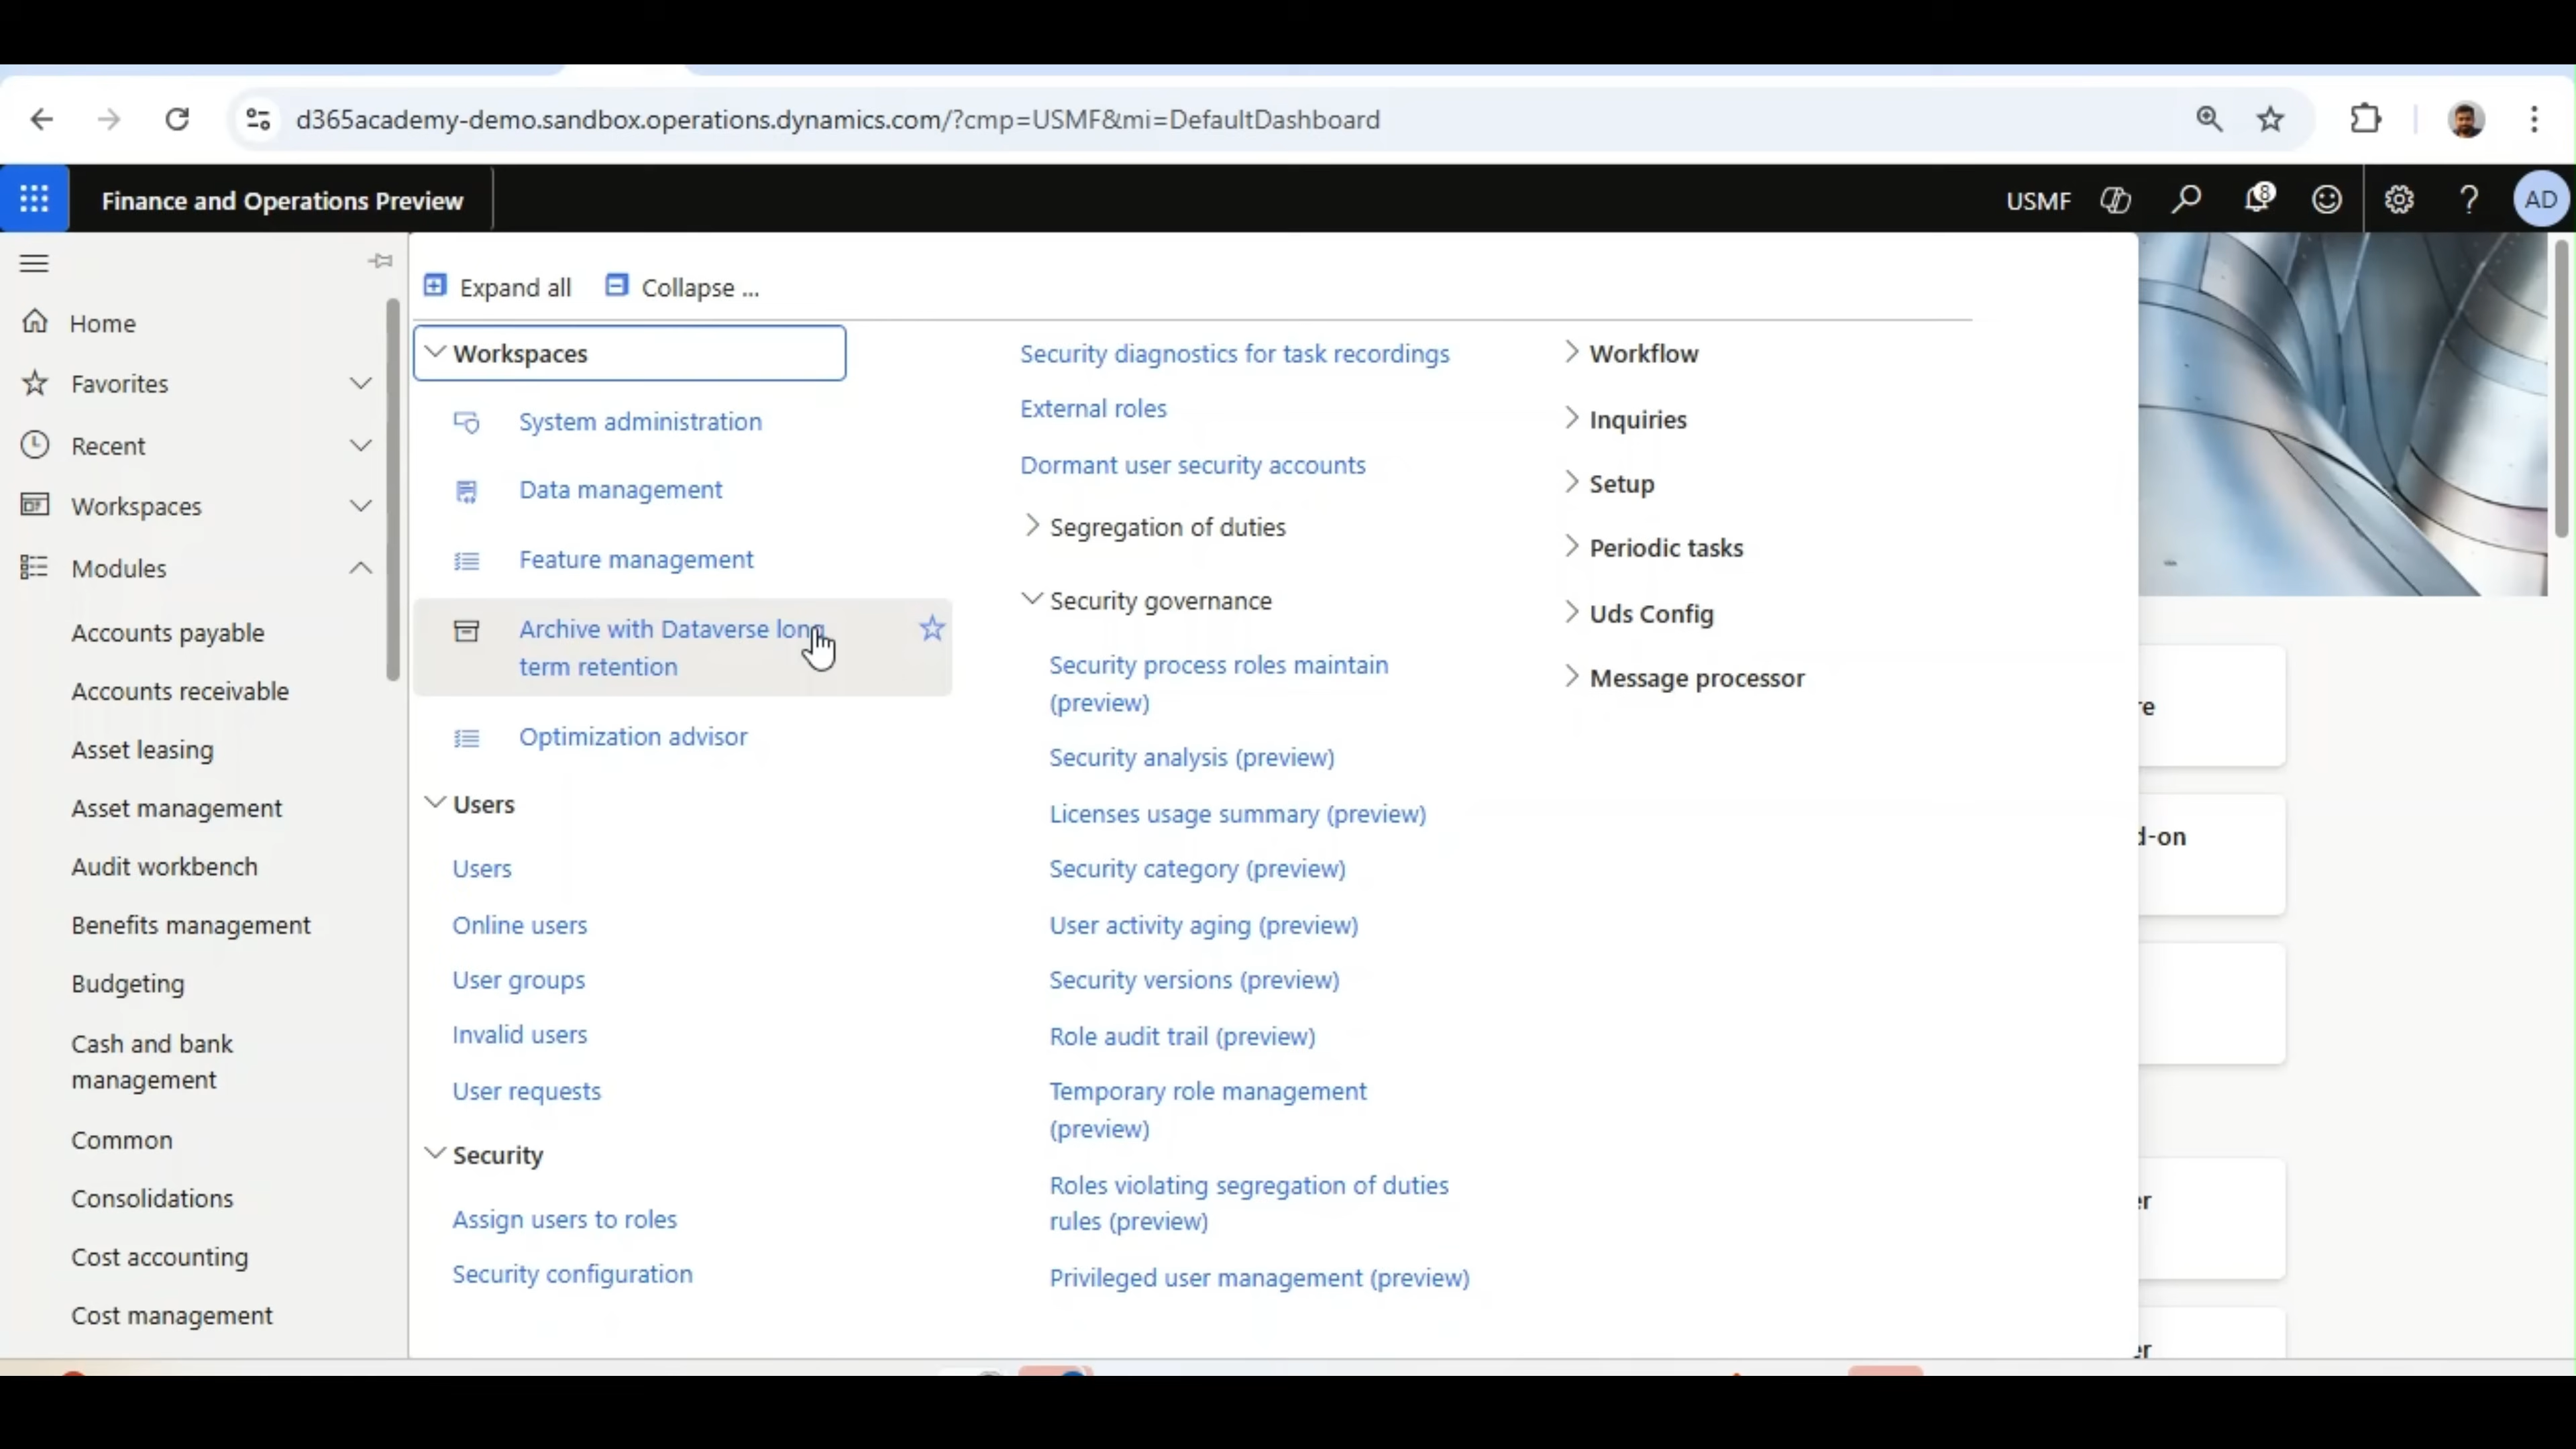 d365academy-demo.sandbox.operations.dynamics.com/?cmp=USMF&mi=DefaultDashboard
Finance and Operations Preview
USMF
8
?
AD
Home
Favorites
Recent
Workspaces
Modules
Accounts payable
Accounts receivable
Asset leasing
Asset management
Audit workbench
Benefits management
Budgeting
Cash and bank
management
Common
Consolidations
Cost accounting
Cost management
Expand all
Collapse ...
Workspaces
System administration
Data management
Feature management
Archive with Dataverse long
term retention
Optimization advisor
Users
Users
Online users
User groups
Invalid users
User requests
Security
Assign users to roles
Security configuration
Security diagnostics for task recordings
External roles
Dormant user security accounts
Segregation of duties
Security governance
Security process roles maintain
(preview)
Security analysis (preview)
Licenses usage summary (preview)
Security category (preview)
User activity aging (preview)
Security versions (preview)
Role audit trail (preview)
Temporary role management
(preview)
Roles violating segregation of duties
rules (preview)
Privileged user management (preview)
Workflow
Inquiries
Setup
Periodic tasks
Uds Config
Message processor
re
d-on
er
er